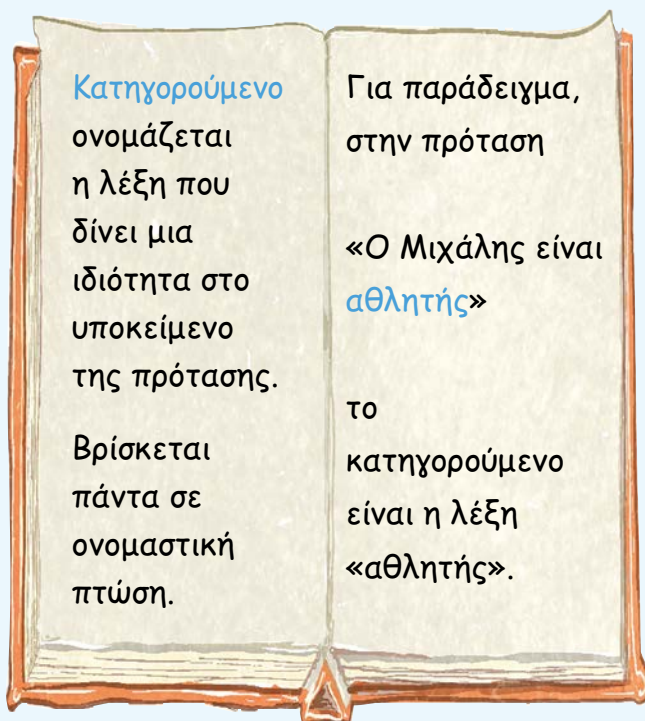 Κατηγορούμενο
ονομάζεται
η λέξη που
δίνει μια
ιδιότητα στο
υποκείμενο
της πρότασης.
Βρίσκεται
πάντα σε
ονομαστική
πτώση.
Για παράδειγμα,
στην πρόταση
«Ο Μιχάλης είναι
αθλητής»
το
κατηγορούμενο
είναι η λέξη
«αθλητής».